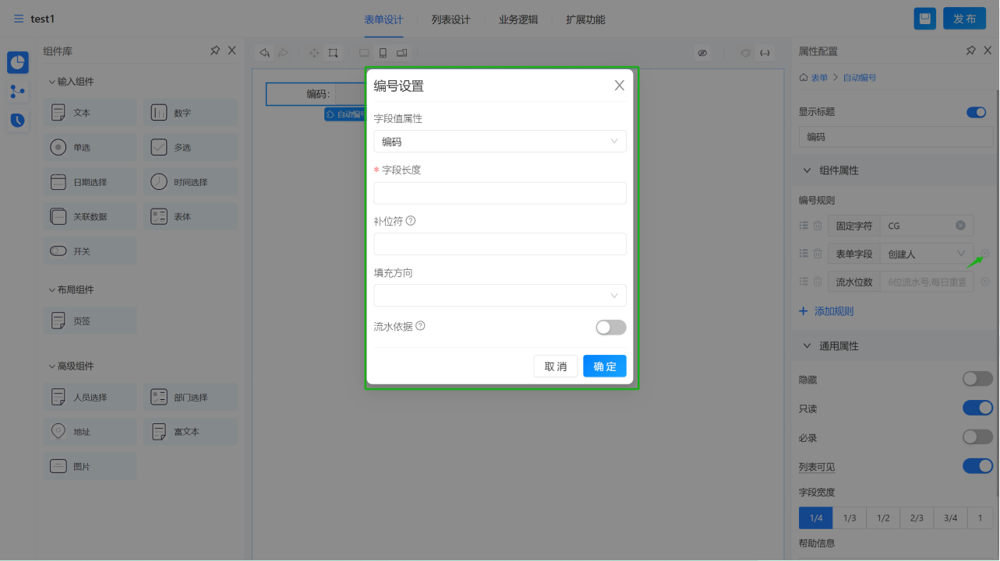 test1
表单设计
列表设计
业务逻辑
扩展功能
发 布
组件库
输入组件
文本
数字
单选
多选
日期选择
时间选择
关联数据
表体
开关
布局组件
页签
高级组件
人员选择
部门选择
地址
富文本
图片
编码:
自动编号
编号设置
字段值属性
编码
* 字段长度
补位符
填充方向
流水依据
取 消
确 定
属性配置
表单 > 自动编号
显示标题
编码
组件属性
编号规则
固定字符 CG
表单字段 创建人
流水位数 6位流水号,每日重置
+ 添加规则
通用属性
隐藏
只读
必录
列表可见
字段宽度
1/4 1/3 1/2 2/3 3/4 1
帮助信息